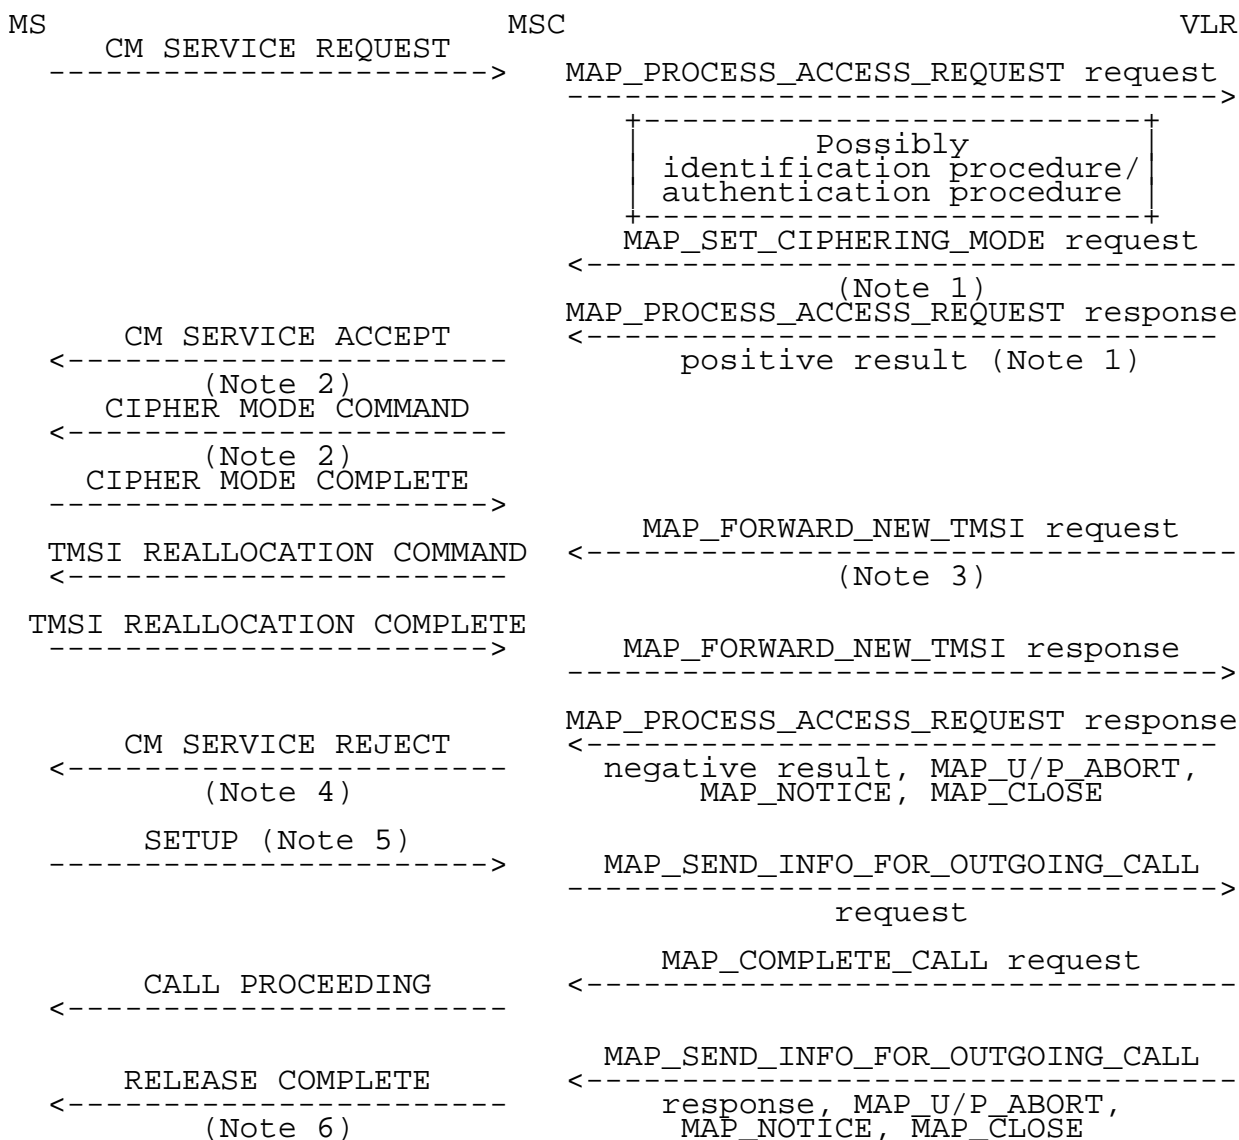 MS MSC VLR
CM SERVICE REQUEST
-----------------------> MAP_PROCESS_ACCESS_REQUEST request
---------------------------------->
+--------------------------+
| Possibly |
| identification procedure/|
| authentication procedure |
+--------------------------+
MAP_SET_CIPHERING_MODE request
<----------------------------------
(Note 1)
MAP_PROCESS_ACCESS_REQUEST response
CM SERVICE ACCEPT <---------------------------------
<----------------------- positive result (Note 1)
(Note 2)
CIPHER MODE COMMAND
<-----------------------
(Note 2)
CIPHER MODE COMPLETE
----------------------->
MAP_FORWARD_NEW_TMSI request
TMSI REALLOCATION COMMAND <----------------------------------
<----------------------- (Note 3)
TMSI REALLOCATION COMPLETE
-----------------------> MAP_FORWARD_NEW_TMSI response
---------------------------------->
MAP_PROCESS_ACCESS_REQUEST response
CM SERVICE REJECT <---------------------------------
<----------------------- negative result, MAP_U/P_ABORT,
(Note 4) MAP_NOTICE, MAP_CLOSE
SETUP (Note 5)
-----------------------> MAP_SEND_INFO_FOR_OUTGOING_CALL
---------------------------------->
request
MAP_COMPLETE_CALL request
CALL PROCEEDING <----------------------------------
<-----------------------
MAP_SEND_INFO_FOR_OUTGOING_CALL
RELEASE COMPLETE <----------------------------------
<----------------------- response, MAP_U/P_ABORT,
(Note 6) MAP_NOTICE, MAP_CLOSE